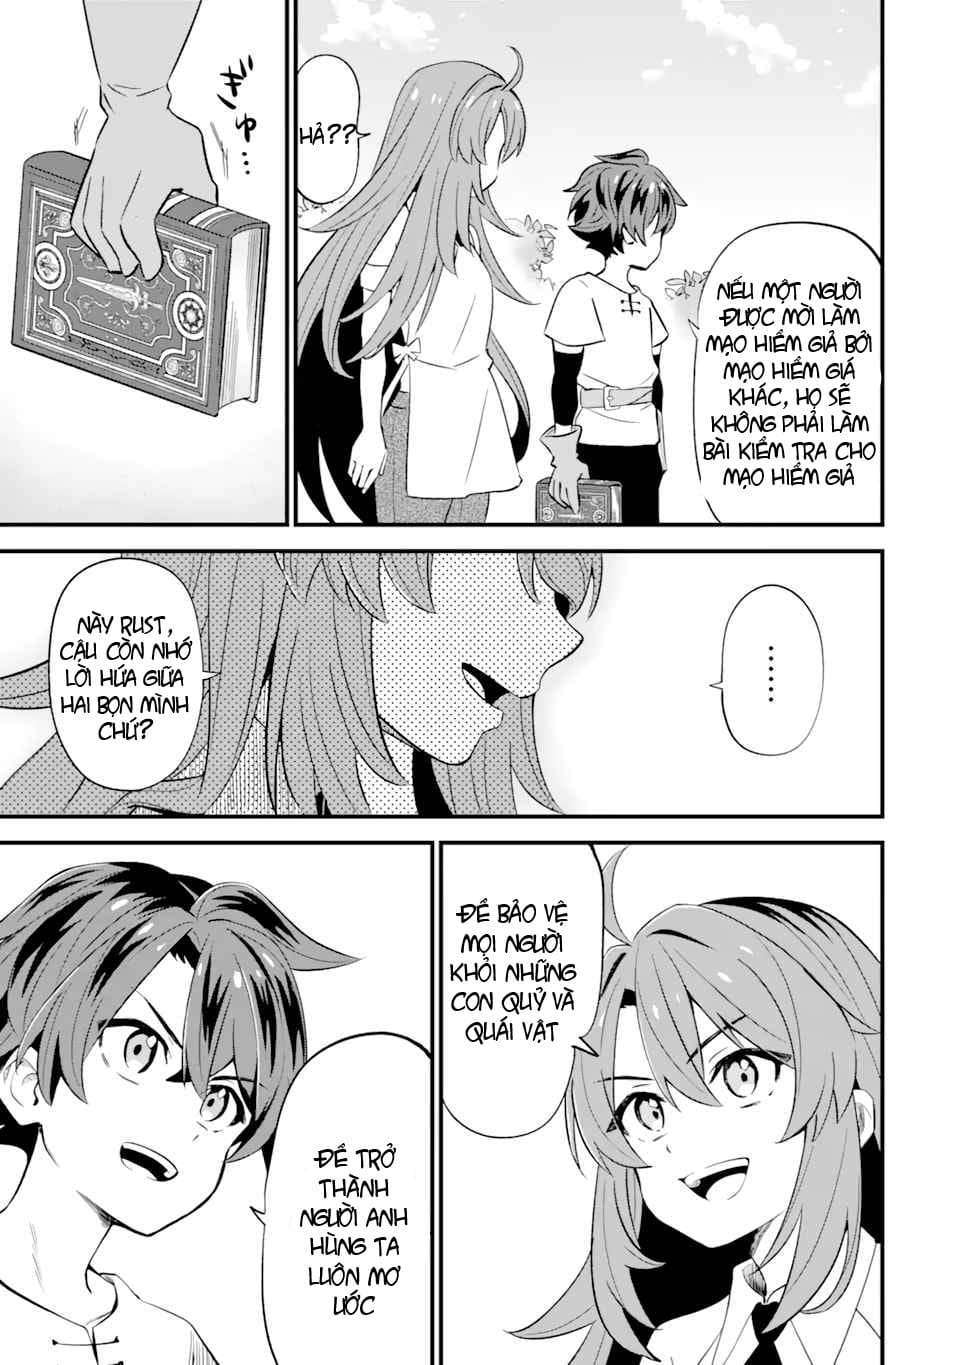 NẾU MỘT NGƯỜI
ĐƯỢC MỜI LÀM
MẠO HIỂM GIẢ BỞI
MẠO HIỂM GIẢ
KHÁC, HỌ SẼ
KHÔNG PHẢI LÀM
BÀI KIỂM TRA CHO
MẠO HIỂM GIẢ
HẢ??
ぎゅ…
.......
NÀY RUST,
CẬU CÒN NHỚ
LỜI HỨA GIỮA
HAI BỌN MÌNH
CHỨ?
ĐỂ BẢO VỆ
MỌI NGƯỜI
KHỎI NHỮNG
CON QUỶ VÀ
QUÁI VẬT
ĐỂ TRỞ
THÀNH
NGƯỜI ANH
HÙNG TA
LUÔN MƠ
ƯỚC